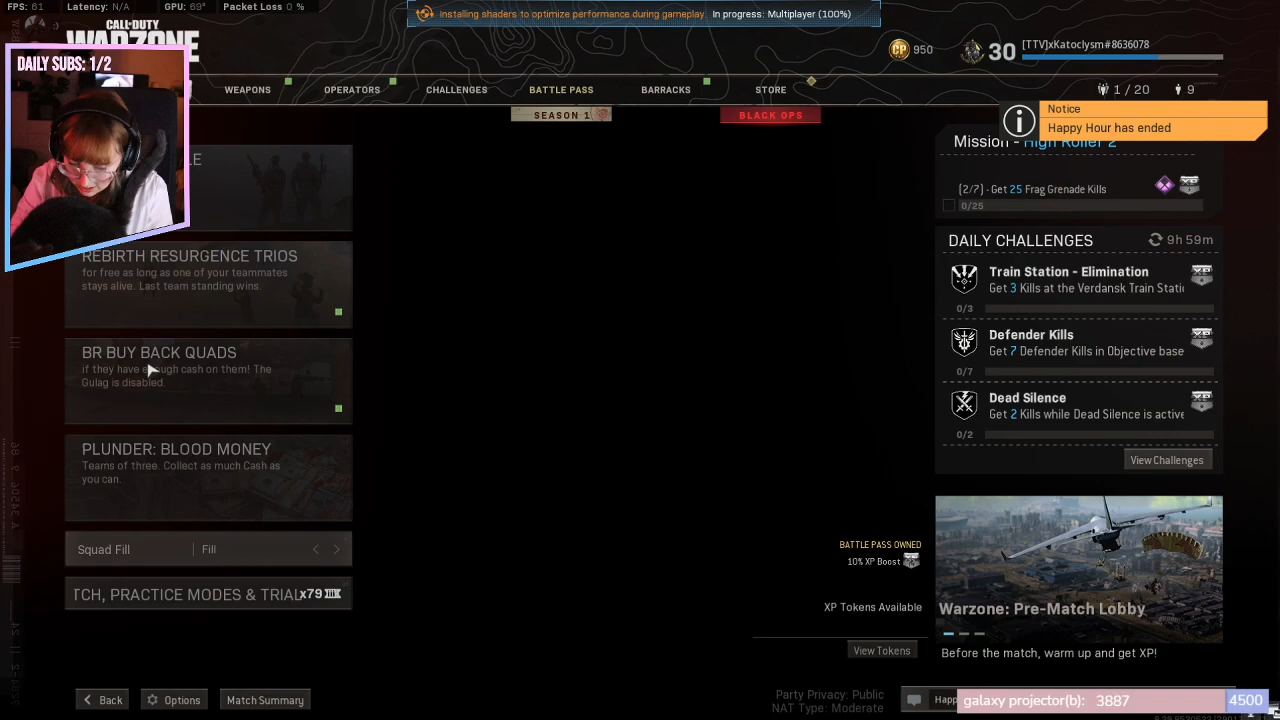 FPS: 61 Latency: N/A GPU: 69° Packet Loss 0 %
Installing shaders to optimize performance during gameplay. In progress: Multiplayer (100%)
CALL·DUTY
WARZONE
DAILY SUBS: 1/2
CP 950
30
[TTV]xKatoclysm#8636078
WEAPONS OPERATORS CHALLENGES BATTLE PASS BARRACKS STORE
1 / 20 9
SEASON 1
BLACK OPS
Notice
Happy Hour has ended
Mission - High Roller 2
[2/7] - Get 25 Frag Grenade Kills
XP
0/25
DAILY CHALLENGES
9h 59m
Train Station - Elimination
Get 3 Kills at the Verdansk Train Static
0/3
Defender Kills
Get 7 Defender Kills in Objective base
0/7
Dead Silence
Get 2 Kills while Dead Silence is active
0/2
View Challenges
REBIRTH RESURGENCE TRIOS
for free as long as one of your teammates
stays alive. Last team standing wins.
BR BUY BACK QUADS
if they have enough cash on them! The
Gulag is disabled.
PLUNDER: BLOOD MONEY
Teams of three. Collect as much Cash as
you can.
Squad Fill Fill
TCH, PRACTICE MODES & TRIAL x79
BATTLE PASS OWNED
10% XP Boost
XP Tokens Available
View Tokens
Warzone: Pre-Match Lobby
Before the match, warm up and get XP!
Back Options Match Summary
Party Privacy: Public
NAT Type: Moderate
Happ
galaxy projector(b): 3887 4500